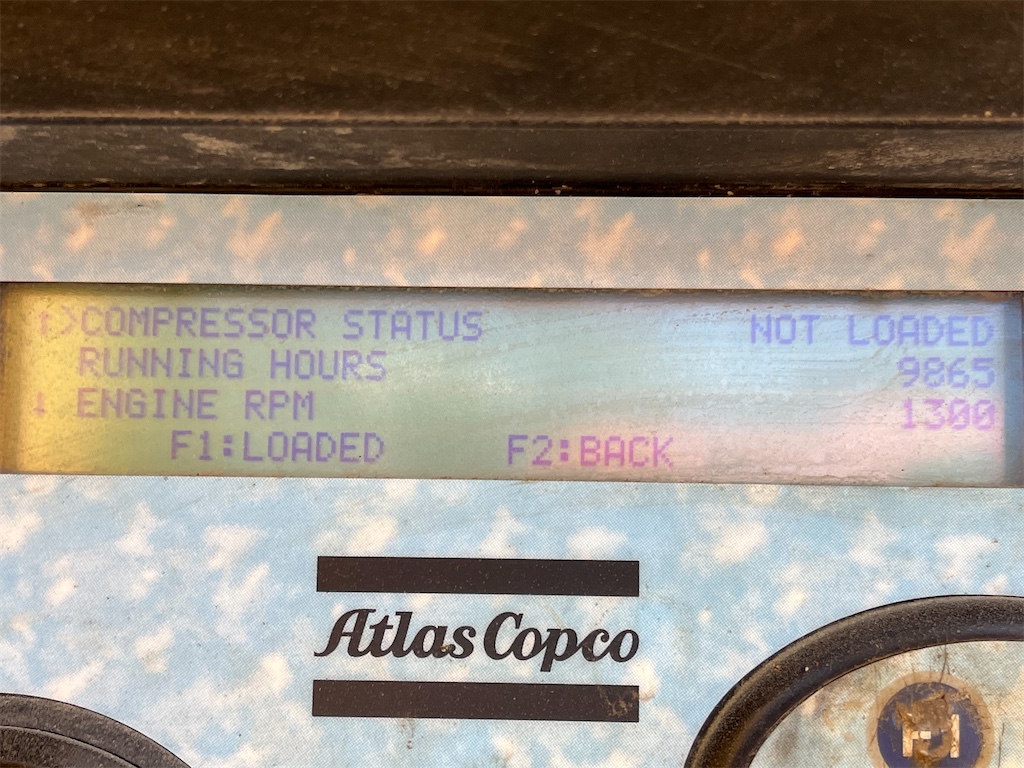 ↑>COMPRESSOR STATUS NOT LOADED
RUNNING HOURS 9865
↓ ENGINE RPM 1300
F1:LOADED F2:BACK
Atlas Copco